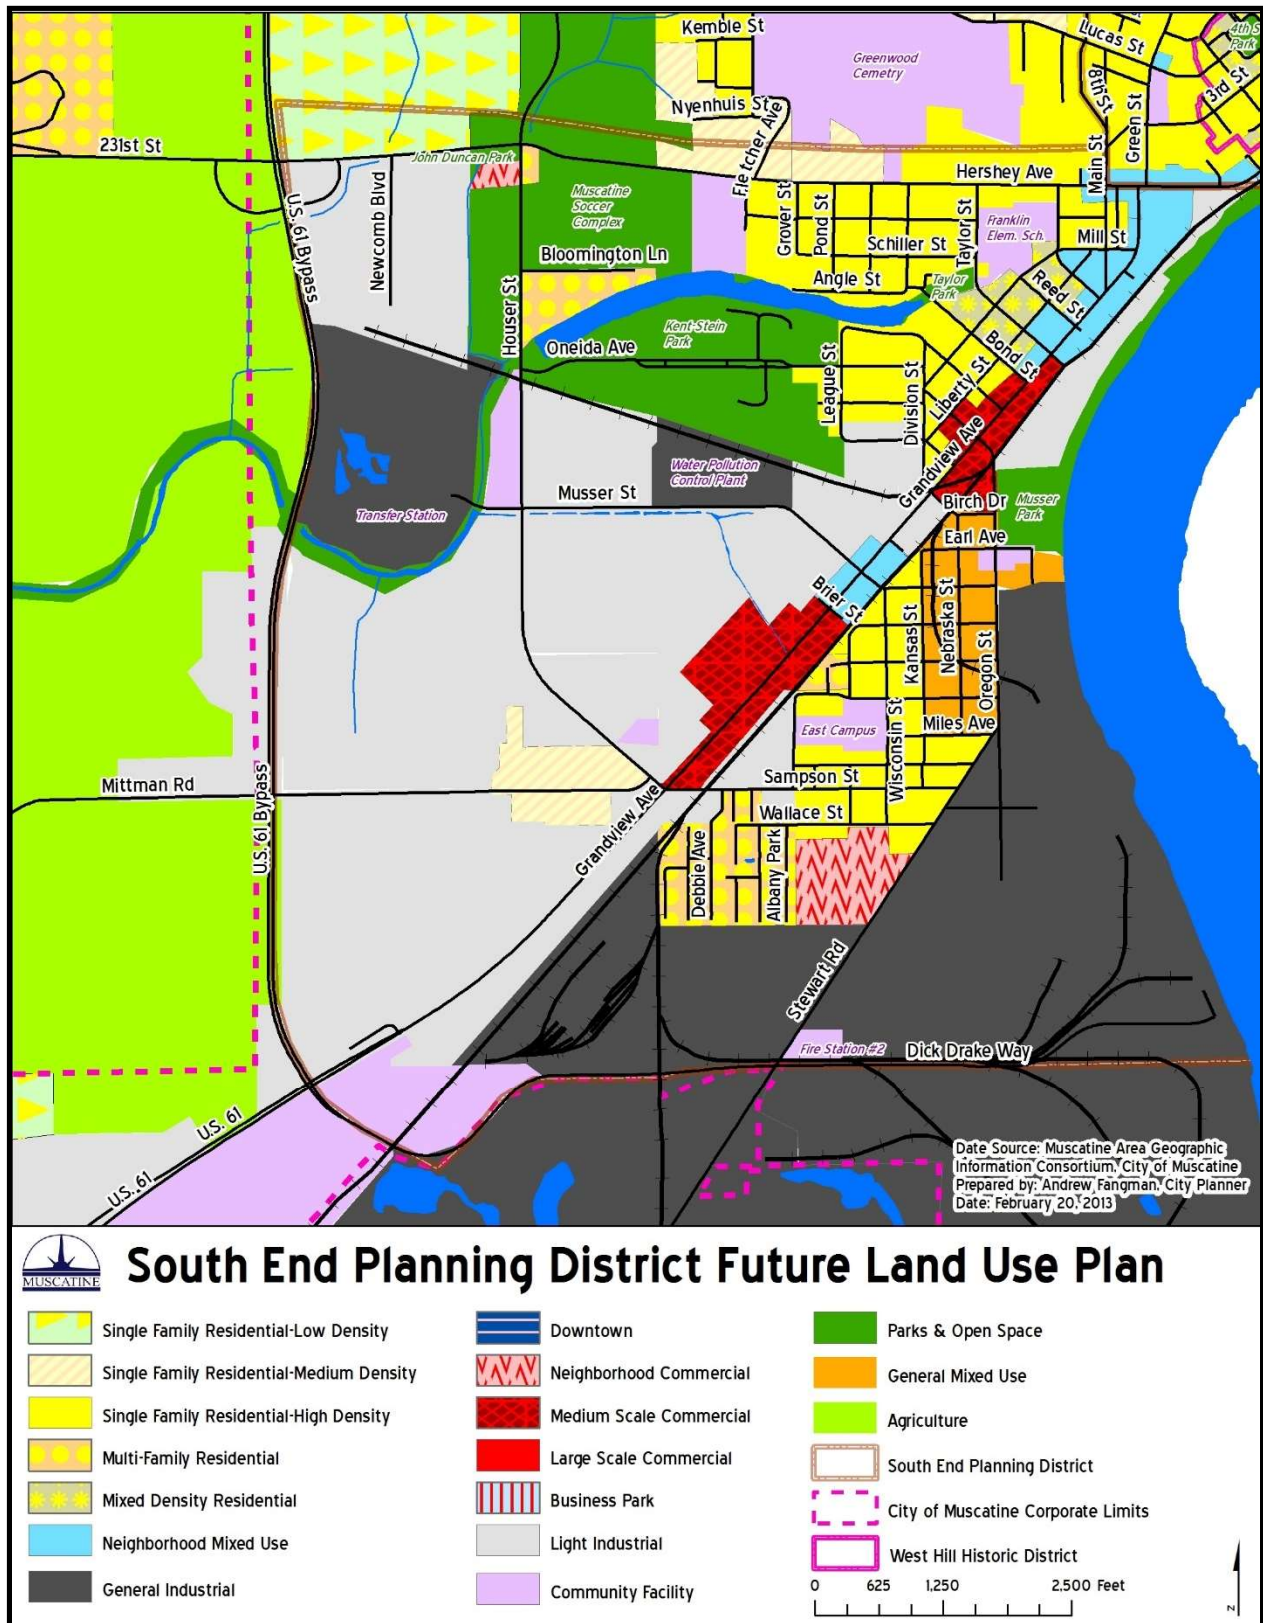 Kemble St
Lucas St
4th S
Park
Greenwood
Cemetry
8th St
3rd St
Green St
Nyenhuis St
Fletcher Ave
Main St
231st St
John Duncan Park
Hershey Ave
U.S. 61 Bypass
Newcomb Blvd
Muscatine
Soccer
Complex
Grover St
Pond St
Taylor St
Franklin
Elem. Sch.
Mill St
Schiller St
Bloomington Ln
Angle St
Taylor
Park
Reed St
Houser St
Kent-Stein
Park
Oneida Ave
Bond St
League St
Division St
Liberty St
Grandview Ave
Water Pollution
Control Plant
Musser St
Transfer Station
Birch Dr
Musser
Park
Earl Ave
Brier St
Kansas St
Nebraska St
Oregon St
East Campus
Wisconsin St
Miles Ave
Mittman Rd
U.S. 61 Bypass
Sampson St
Grandview Ave
Wallace St
Debbie Ave
Albany Park
Stewart Rd
Fire Station #2
Dick Drake Way
U.S. 61
U.S. 61
Date Source: Muscatine Area Geographic
Information Consortium, City of Muscatine
Prepared by: Andrew Fangman, City Planner
Date: February 20, 2013
MUSCATINE
South End Planning District Future Land Use Plan
Single Family Residential-Low Density
Single Family Residential-Medium Density
Single Family Residential-High Density
Multi-Family Residential
Mixed Density Residential
Neighborhood Mixed Use
General Industrial
Downtown
Neighborhood Commercial
Medium Scale Commercial
Large Scale Commercial
Business Park
Light Industrial
Community Facility
Parks & Open Space
General Mixed Use
Agriculture
South End Planning District
City of Muscatine Corporate Limits
West Hill Historic District
0 625 1,250 2,500 Feet
N